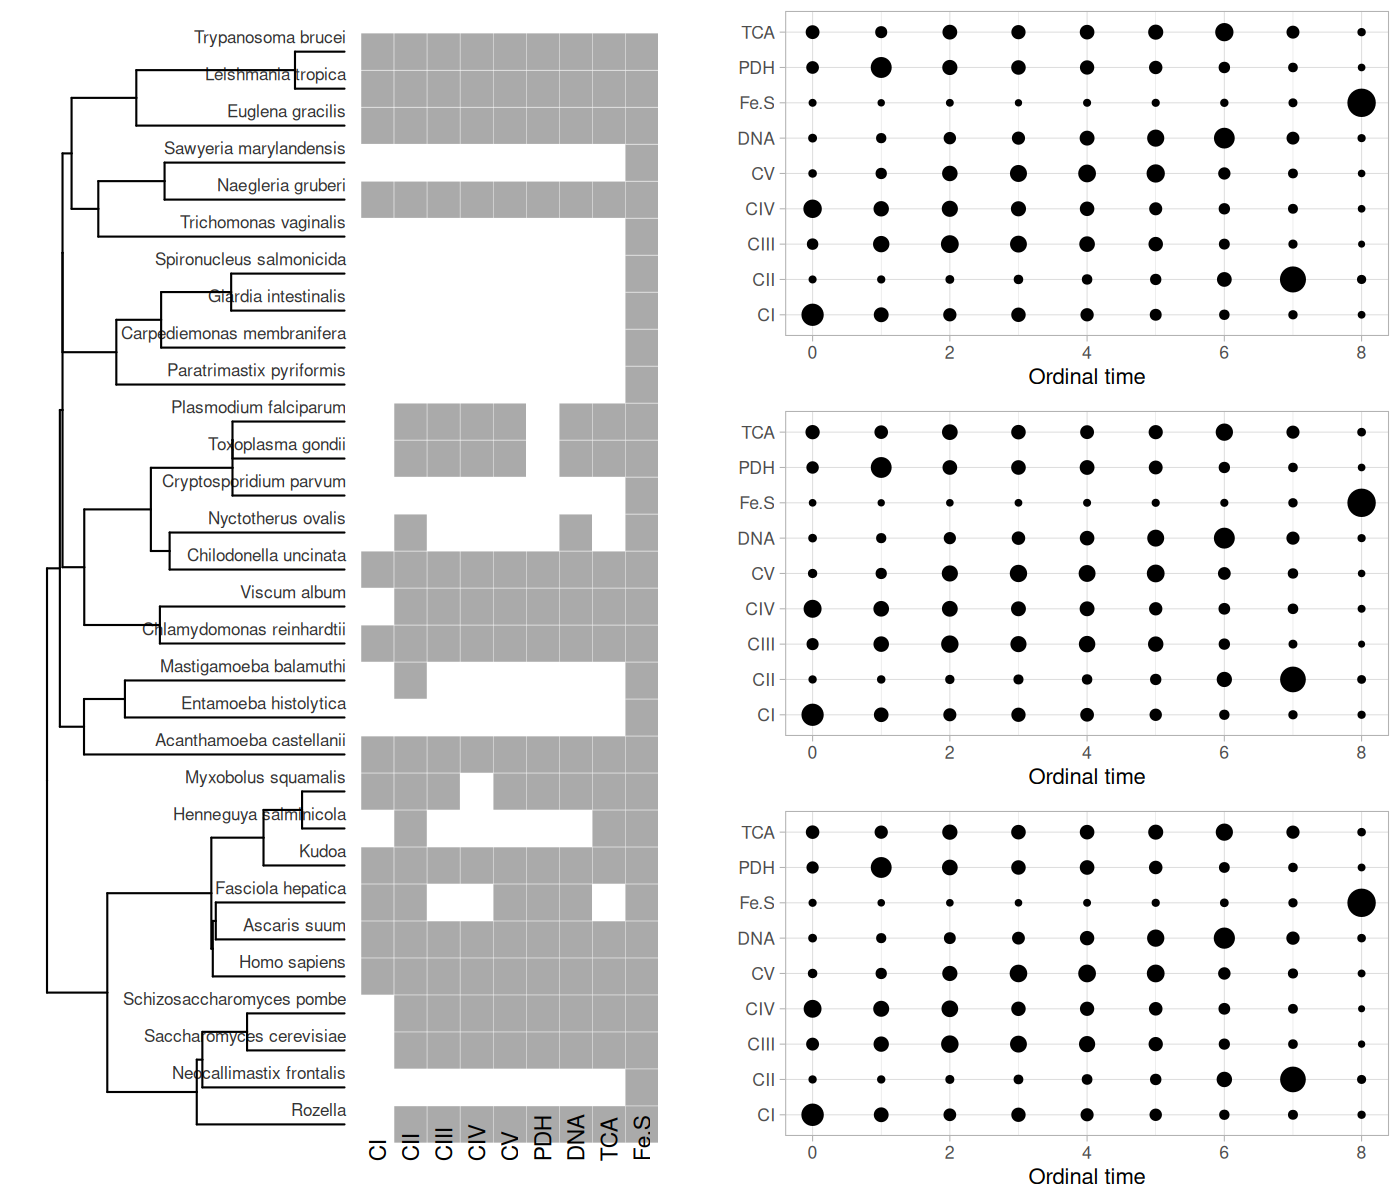 Trypanosoma brucei
Leishmania tropica
Euglena gracilis
Sawyeria marylandensis
Naegleria gruberi
Trichomonas vaginalis
Spironucleus salmonicida
Giardia intestinalis
Carpediemonas membranifera
Paratrimastix pyriformis
Plasmodium falciparum
Toxoplasma gondii
Cryptosporidium parvum
Nyctotherus ovalis
Chilodonella uncinata
Viscum album
Chlamydomonas reinhardtii
Mastigamoeba balamuthi
Entamoeba histolytica
Acanthamoeba castellanii
Myxobolus squamalis
Henneguya salminicola
Kudoa
Fasciola hepatica
Ascaris suum
Homo sapiens
Schizosaccharomyces pombe
Saccharomyces cerevisiae
Neocallimastix frontalis
Rozella
CI CII CIII CIV CV PDH DNA TCA Fe.S
TCA
PDH
Fe.S
DNA
CV
CIV
CIII
CII
CI
0 2 4 6 8
Ordinal time
TCA
PDH
Fe.S
DNA
CV
CIV
CIII
CII
CI
0 2 4 6 8
Ordinal time
TCA
PDH
Fe.S
DNA
CV
CIV
CIII
CII
CI
0 2 4 6 8
Ordinal time